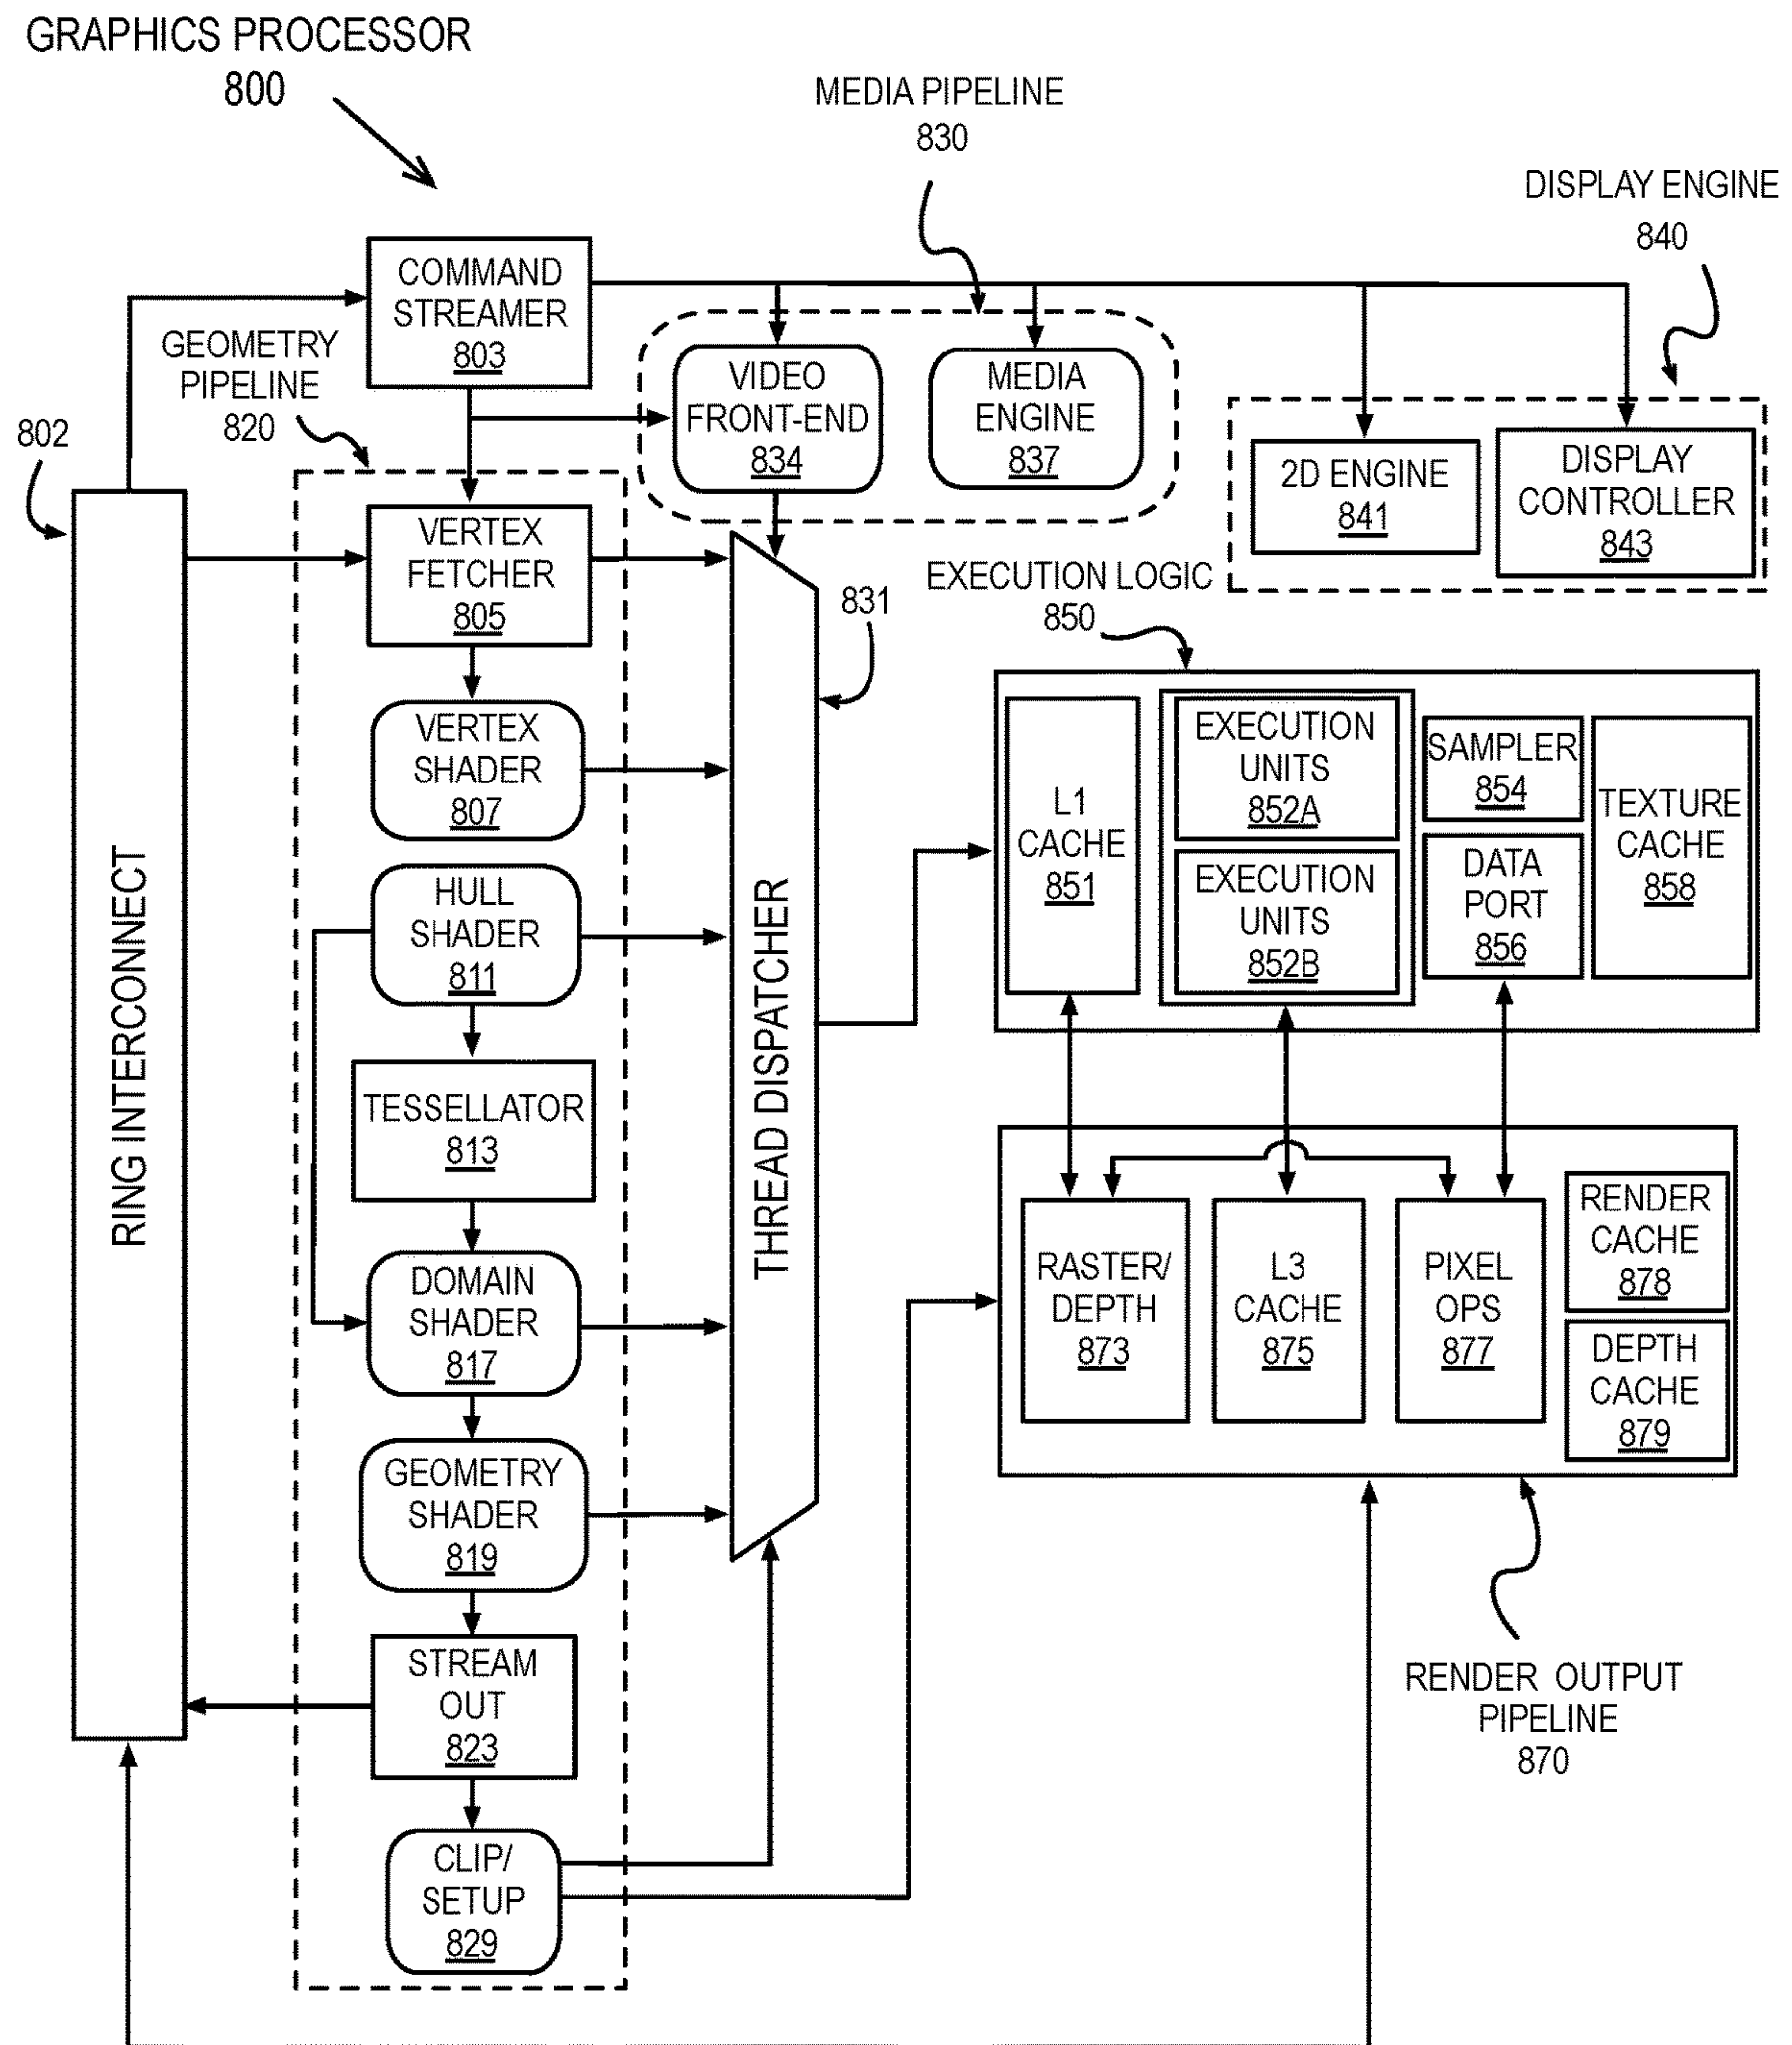 GRAPHICS PROCESSOR
800
MEDIA PIPELINE
830
DISPLAY ENGINE
840
COMMAND
STREAMER
803
GEOMETRY
PIPELINE
820
802
VIDEO
FRONT-END
834
MEDIA
ENGINE
837
2D ENGINE
841
DISPLAY
CONTROLLER
843
RING INTERCONNECT
VERTEX
FETCHER
805
VERTEX
SHADER
807
HULL
SHADER
811
TESSELLATOR
813
DOMAIN
SHADER
817
GEOMETRY
SHADER
819
STREAM
OUT
823
CLIP/
SETUP
829
THREAD DISPATCHER
831
EXECUTION LOGIC
850
L1
CACHE
851
EXECUTION
UNITS
852A
EXECUTION
UNITS
852B
SAMPLER
854
DATA
PORT
856
TEXTURE
CACHE
858
RASTER/
DEPTH
873
L3
CACHE
875
PIXEL
OPS
877
RENDER
CACHE
878
DEPTH
CACHE
879
RENDER OUTPUT
PIPELINE
870